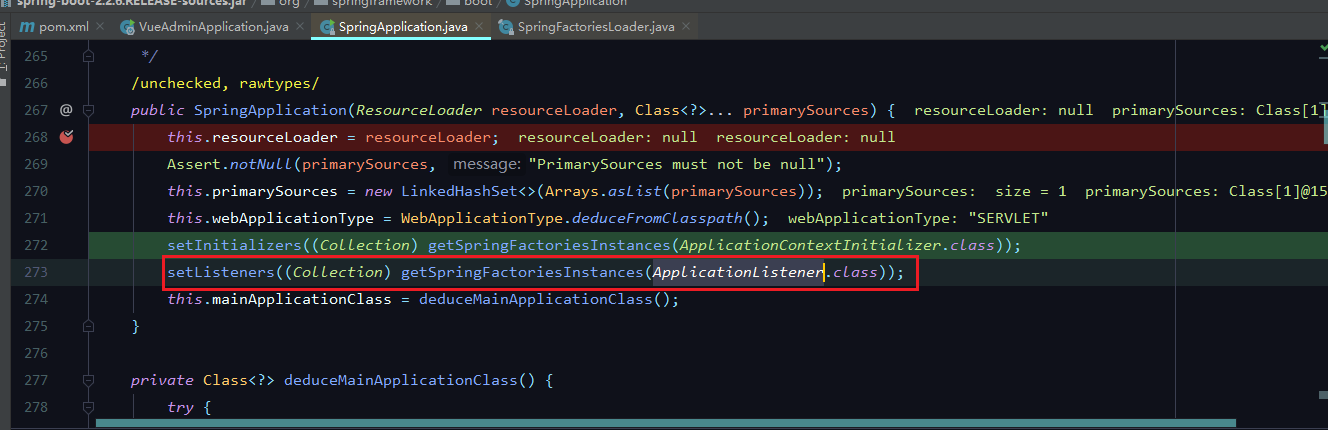 spring-boot-2.2.6.RELEASE-sources.jar org springframework boot SpringApplication
pom.xml VueAdminApplication.java SpringApplication.java SpringFactoriesLoader.java
1: Project
265 */
266 /unchecked, rawtypes/
267 @ public SpringApplication(ResourceLoader resourceLoader, Class<?>... primarySources) { resourceLoader: null primarySources: Class[1]
268 this.resourceLoader = resourceLoader; resourceLoader: null resourceLoader: null
269 Assert.notNull(primarySources, message: "PrimarySources must not be null");
270 this.primarySources = new LinkedHashSet<>(Arrays.asList(primarySources)); primarySources: size = 1 primarySources: Class[1]@15
271 this.webApplicationType = WebApplicationType.deduceFromClasspath(); webApplicationType: "SERVLET"
272 setInitializers((Collection) getSpringFactoriesInstances(ApplicationContextInitializer.class));
273 setListeners((Collection) getSpringFactoriesInstances(ApplicationListener.class));
274 this.mainApplicationClass = deduceMainApplicationClass();
275 }
276
277 private Class<?> deduceMainApplicationClass() {
278 try {